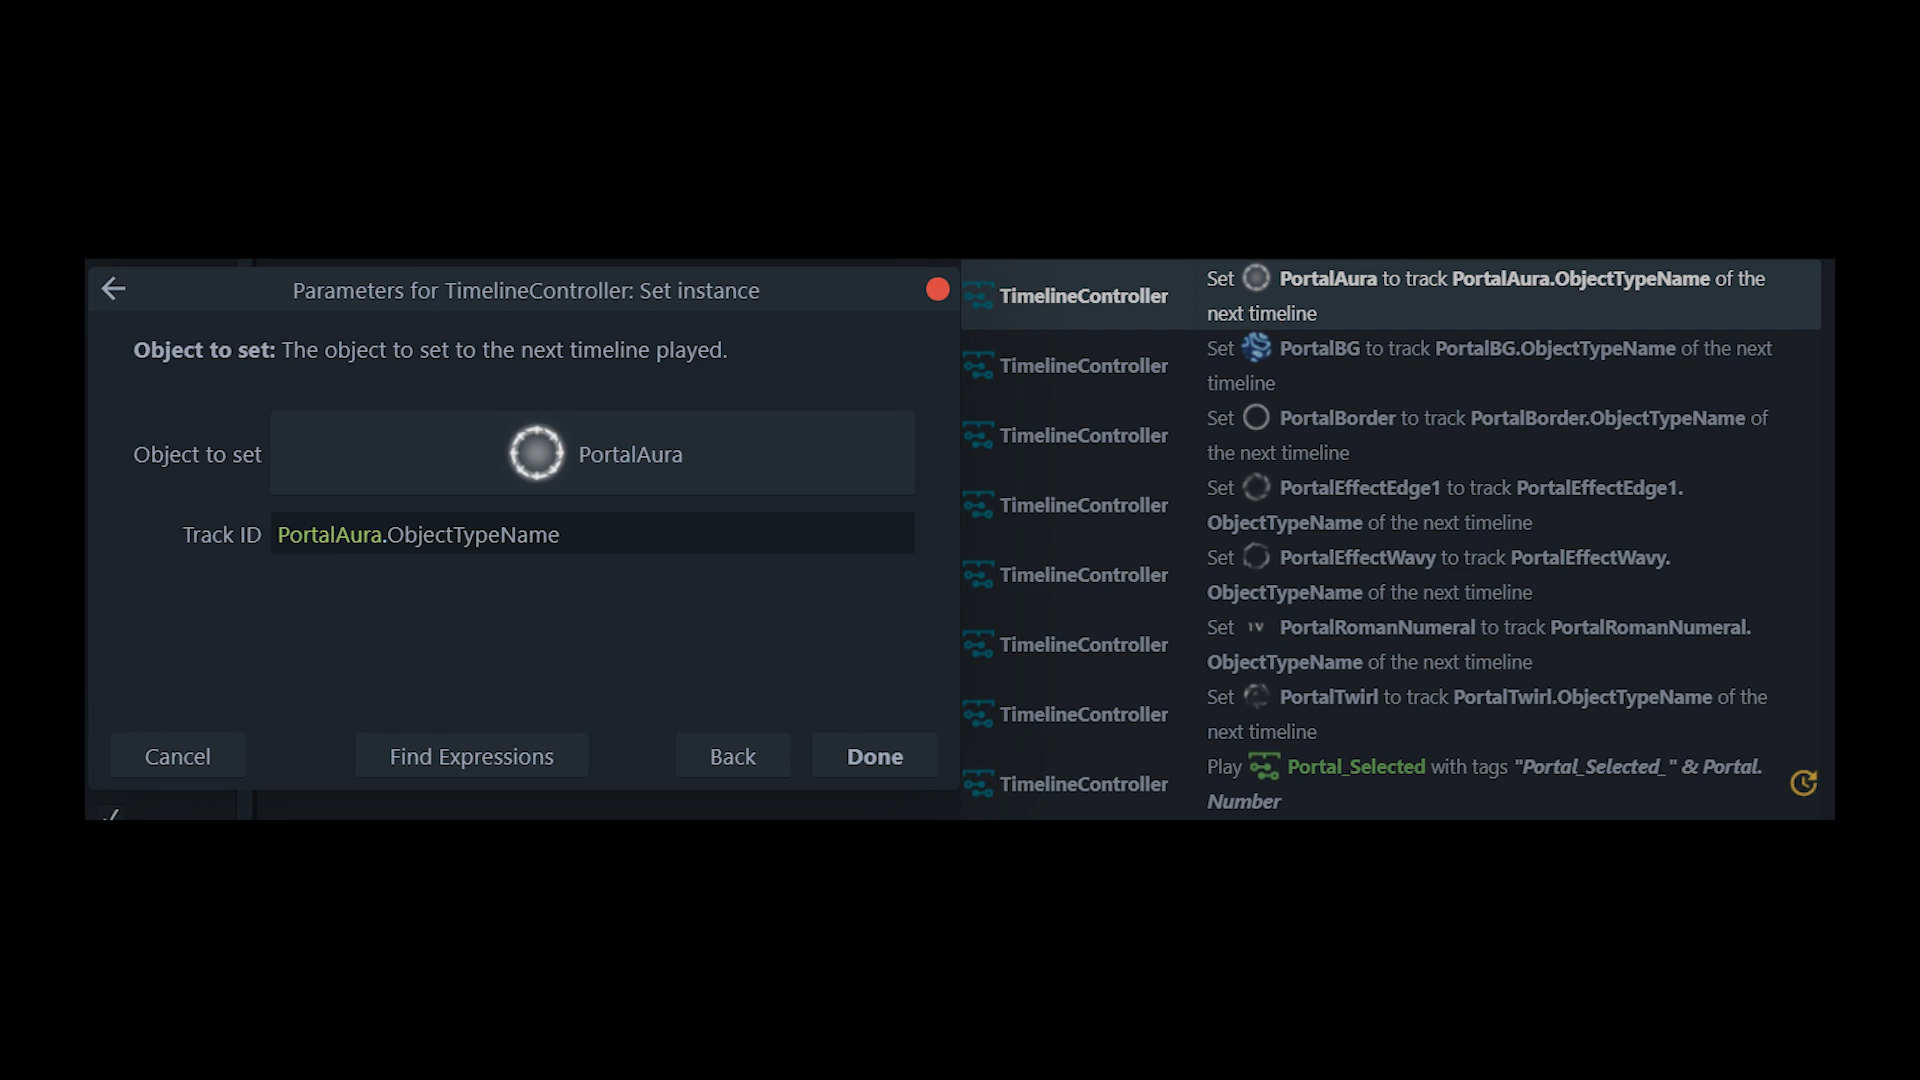 Parameters for TimelineController: Set instance
Object to set: The object to set to the next timeline played.
Object to set PortalAura
Track ID PortalAura.ObjectTypeName
Cancel Find Expressions Back Done
TimelineController Set PortalAura to track PortalAura.ObjectTypeName of the
next timeline
TimelineController Set PortalBG to track PortalBG.ObjectTypeName of the next
timeline
TimelineController Set PortalBorder to track PortalBorder.ObjectTypeName of
the next timeline
TimelineController Set PortalEffectEdge1 to track PortalEffectEdge1.
ObjectTypeName of the next timeline
TimelineController Set PortalEffectWavy to track PortalEffectWavy.
ObjectTypeName of the next timeline
TimelineController Set IV PortalRomanNumeral to track PortalRomanNumeral.
ObjectTypeName of the next timeline
TimelineController Set PortalTwirl to track PortalTwirl.ObjectTypeName of the
next timeline
TimelineController Play Portal_Selected with tags "Portal_Selected_" & Portal.
Number